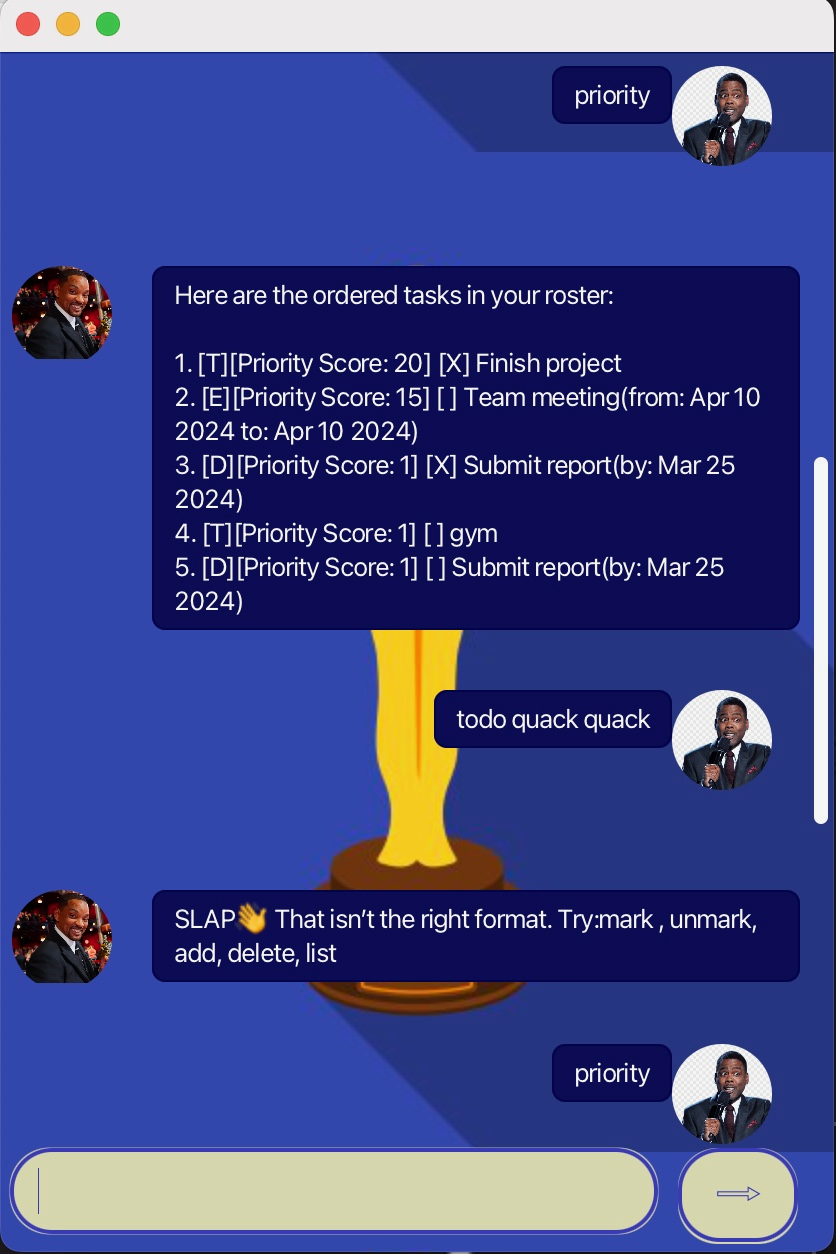 priority
Here are the ordered tasks in your roster:
1. [T][Priority Score: 20] [X] Finish project
2. [E][Priority Score: 15] [ ] Team meeting(from: Apr 10
2024 to: Apr 10 2024)
3. [D][Priority Score: 1] [X] Submit report(by: Mar 25
2024)
4. [T][Priority Score: 1] [ ] gym
5. [D][Priority Score: 1] [ ] Submit report(by: Mar 25
2024)
todo quack quack
SLAP👋 That isn’t the right format. Try:mark , unmark,
add, delete, list
priority